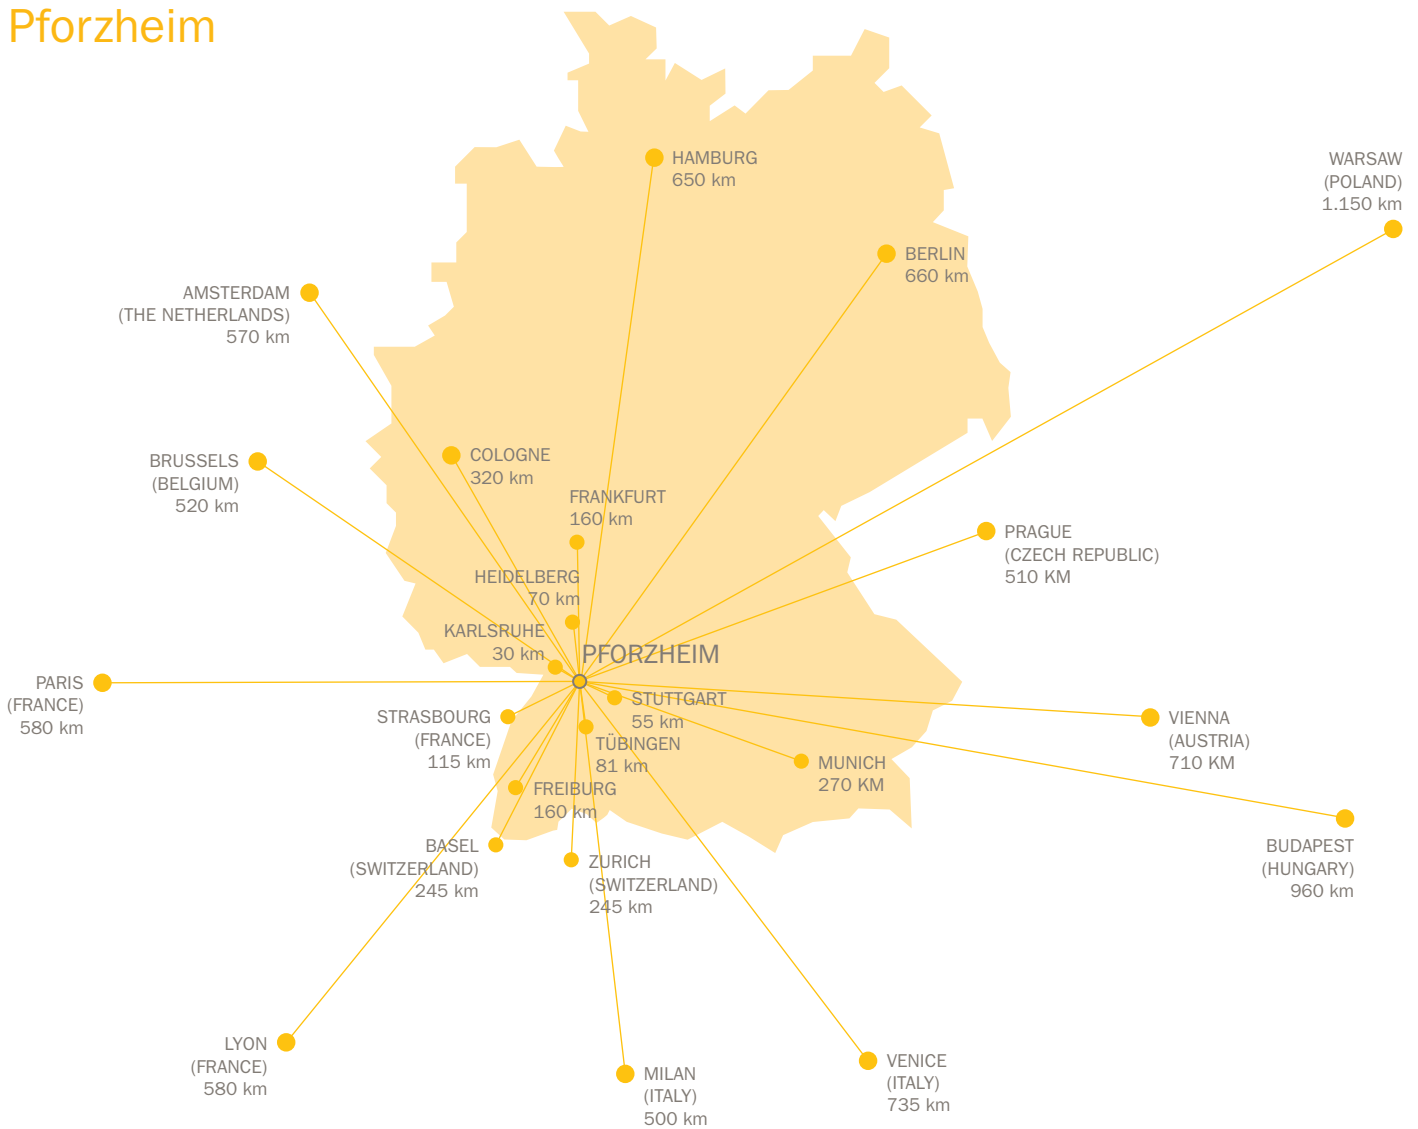 Pforzheim
HAMBURG
650 km
WARSAW
(POLAND)
1.150 km
BERLIN
660 km
AMSTERDAM
(THE NETHERLANDS)
570 km
BRUSSELS
(BELGIUM)
520 km
COLOGNE
320 km
FRANKFURT
160 km
PRAGUE
(CZECH REPUBLIC)
510 KM
HEIDELBERG
70 km
KARLSRUHE
30 km
PFORZHEIM
PARIS
(FRANCE)
580 km
STRASBOURG
(FRANCE)
115 km
STUTTGART
55 km
TÜBINGEN
81 km
VIENNA
(AUSTRIA)
710 KM
MUNICH
270 KM
FREIBURG
160 km
BASEL
(SWITZERLAND)
245 km
ZURICH
(SWITZERLAND)
245 km
BUDAPEST
(HUNGARY)
960 km
LYON
(FRANCE)
580 km
MILAN
(ITALY)
500 km
VENICE
(ITALY)
735 km